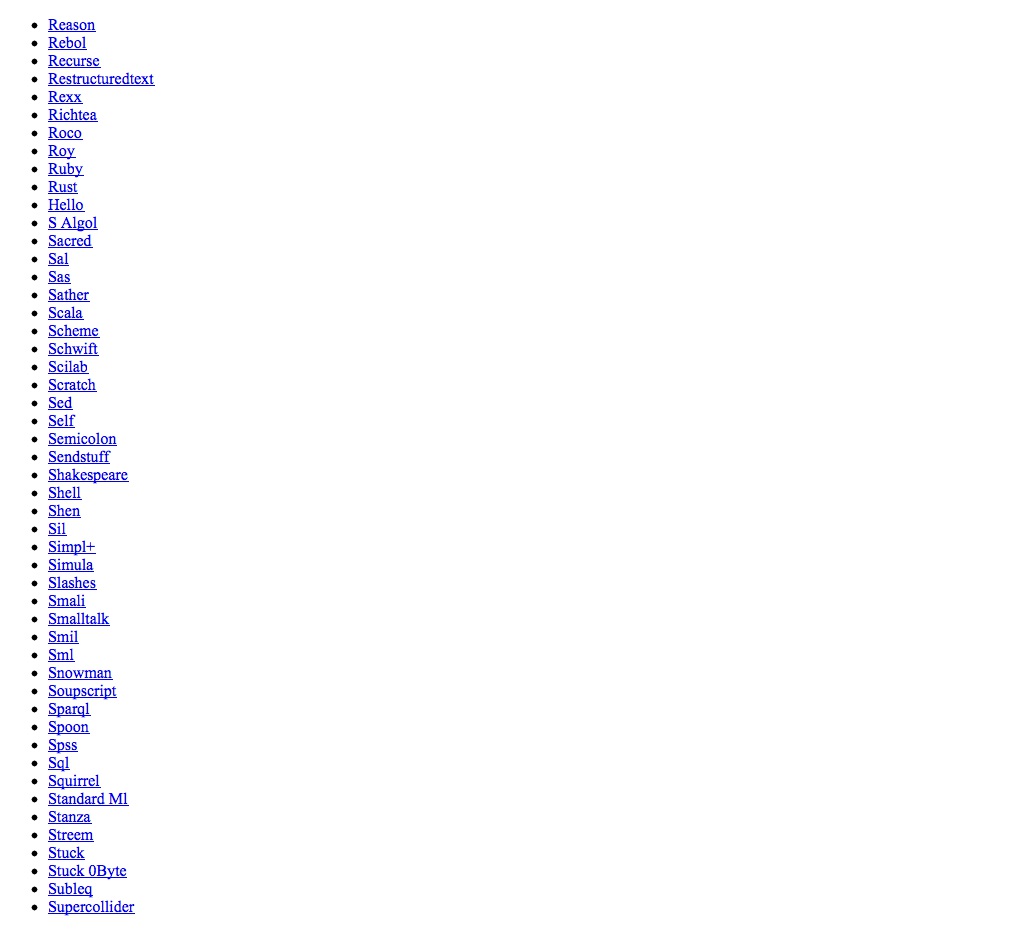 Reason
Rebol
Recurse
Restructuredtext
Rexx
Richtea
Roco
Roy
Ruby
Rust
Hello
S Algol
Sacred
Sal
Sas
Sather
Scala
Scheme
Schwift
Scilab
Scratch
Sed
Self
Semicolon
Sendstuff
Shakespeare
Shell
Shen
Sil
Simpl+
Simula
Slashes
Smali
Smalltalk
Smil
Sml
Snowman
Soupscript
Sparql
Spoon
Spss
Sql
Squirrel
Standard Ml
Stanza
Streem
Stuck
Stuck 0Byte
Subleq
Supercollider